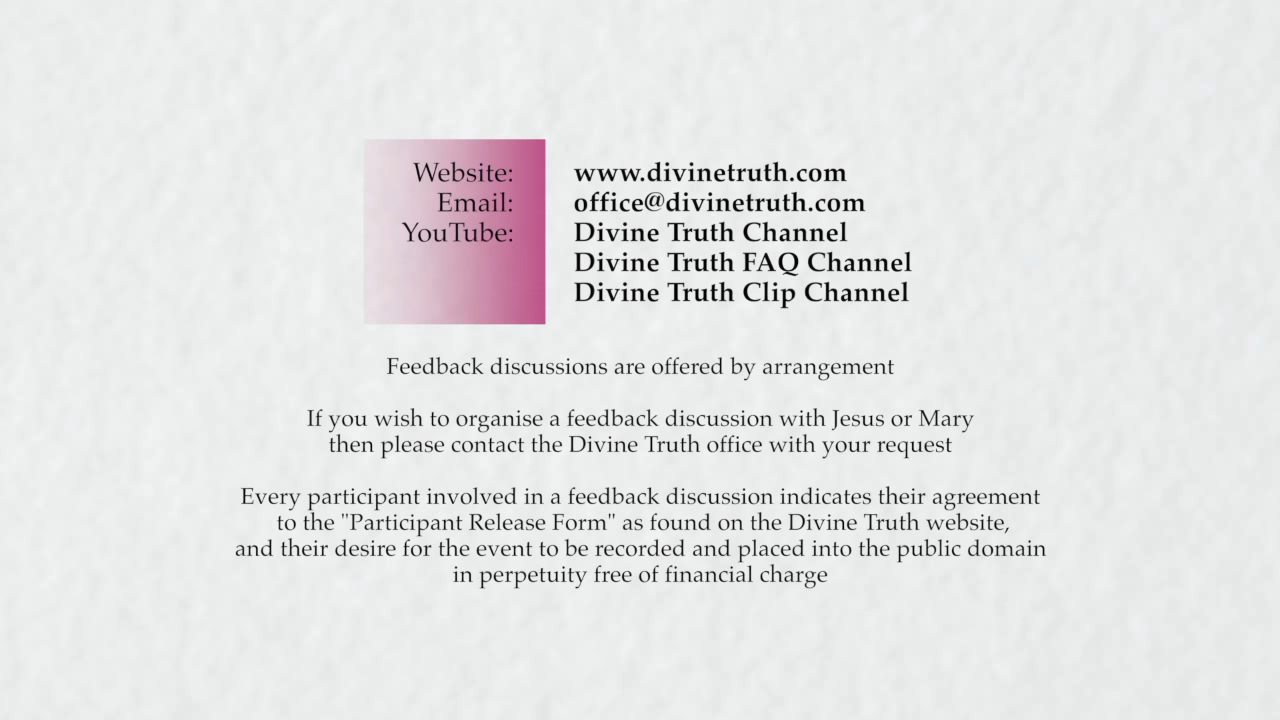 Website: www.divinetruth.com
Email: office@divinetruth.com
YouTube: Divine Truth Channel
Divine Truth FAQ Channel
Divine Truth Clip Channel
Feedback discussions are offered by arrangement
If you wish to organise a feedback discussion with Jesus or Mary
then please contact the Divine Truth office with your request
Every participant involved in a feedback discussion indicates their agreement
to the "Participant Release Form" as found on the Divine Truth website,
and their desire for the event to be recorded and placed into the public domain
in perpetuity free of financial charge